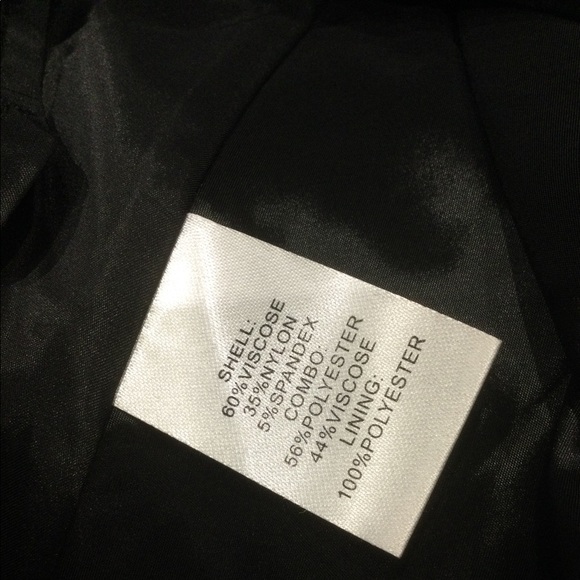 SHELL:
60%VISCOSE
35%NYLON
5%SPANDEX
COMBO:
56%POLYESTER
44%VISCOSE
LINING:
100%POLYESTER